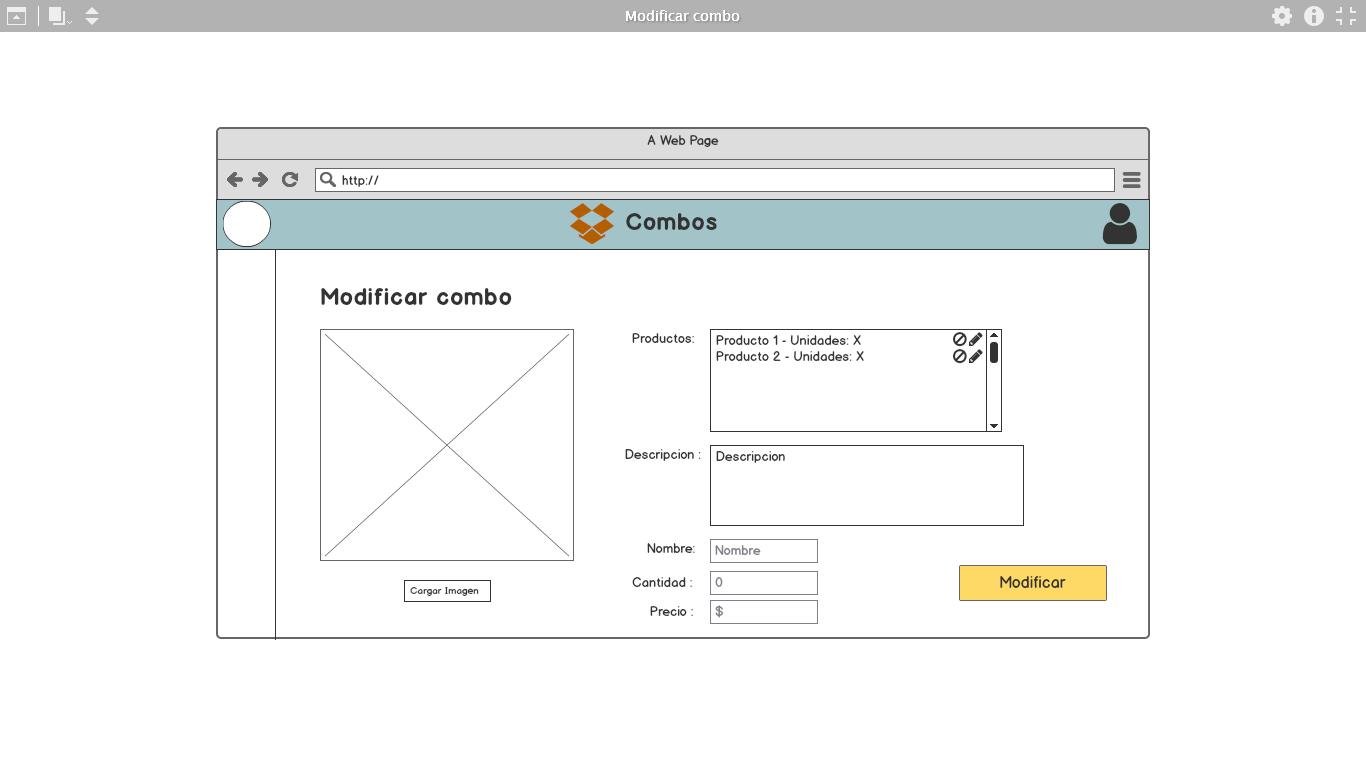 Modificar combo
A Web Page
http://
Combos
Modificar combo
Productos:
Producto 1 - Unidades: X
Producto 2 - Unidades: X
Descripcion :
Descripcion
Nombre:
Nombre
Cantidad :
0
Precio :
$
Cargar Imagen
Modificar